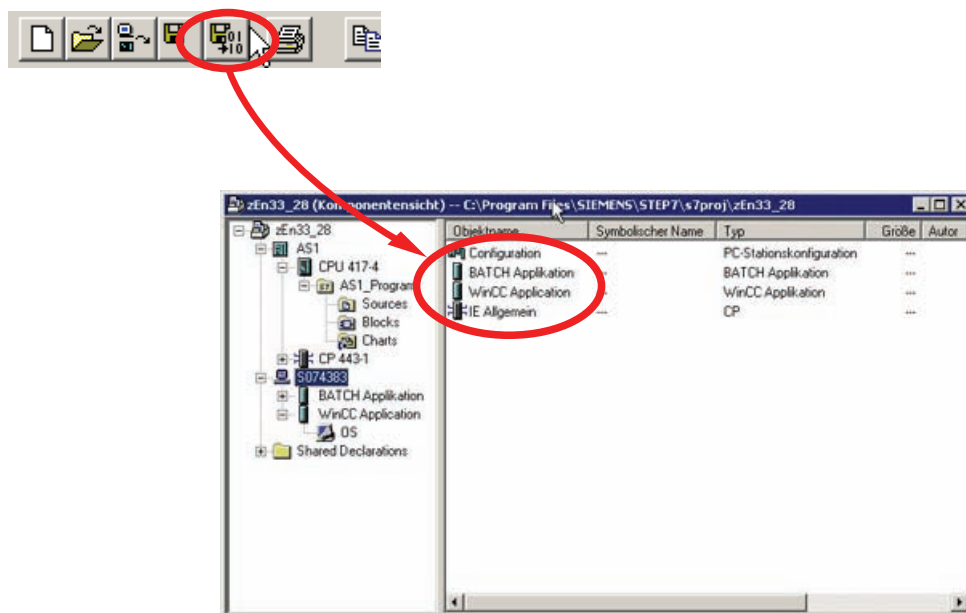 01
10
zEn33_28 (Komponentensicht) -- C:\Program Files\SIEMENS\STEP7\s7proj\zEn33_28
zEn33_28
AS1
CPU 417-4
AS1_Program
Sources
Blocks
Charts
CP 443-1
S074383
BATCH Applikation
WinCC Application
OS
Shared Declarations
Objektname Symbolischer Name Typ Größe Autor
Configuration --- PC-Stationskonfiguration ---
BATCH Applikation --- BATCH Applikation ---
WinCC Application --- WinCC Applikation ---
IE Allgemein --- CP ---